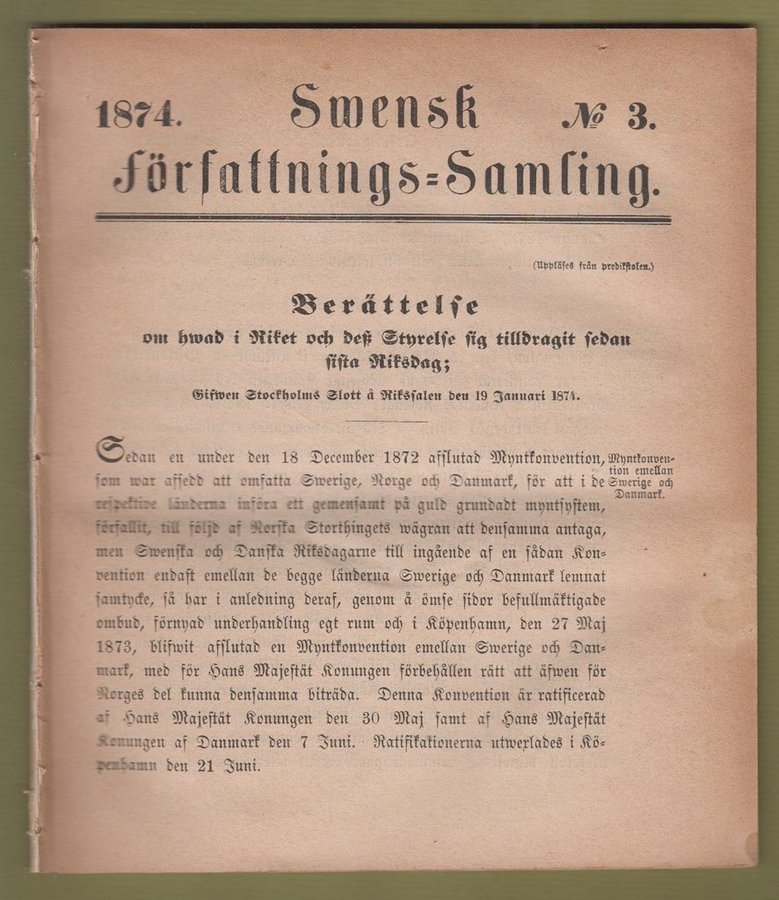 1874. Swensk № 3.
Författnings-Samling.
(Uppläses från predikstolen.)
Berättelse
om hwad i Riket och deß Styrelse sig tilldragit sedan
sista Riksdag;
Gifwen Stockholms Slott å Rikssalen den 19 Januari 1874.
Sedan en under den 18 December 1872 afslutad Myntkonvention,
som war afsedd att omfatta Swerige, Norge och Danmark, för att i de
respektive länderna införa ett gemensamt på guld grundadt myntsystem,
förfallit, till följd af Norska Storthingets wägran att densamma antaga,
men Swenska och Danska Riksdagarne till ingående af en sådan Kon-
vention endast emellan de begge länderna Swerige och Danmark lemnat
samtycke, så har i anledning deraf, genom å ömse sidor befullmäktigade
ombud, förnyad underhandling egt rum och i Köpenhamn, den 27 Maj
1873, blifwit afslutad en Myntkonvention emellan Swerige och Dan-
mark, med för Hans Majestät Konungen förbehållen rätt att äfwen för
Norges del kunna densamma biträda. Denna Konvention är ratificerad
af Hans Majestät Konungen den 30 Maj samt af Hans Majestät
Konungen af Danmark den 7 Juni. Ratifikationerna utwexlades i Kö-
penhamn den 21 Juni.
Myntkonven-
tion emellan
Swerige och
Danmark.